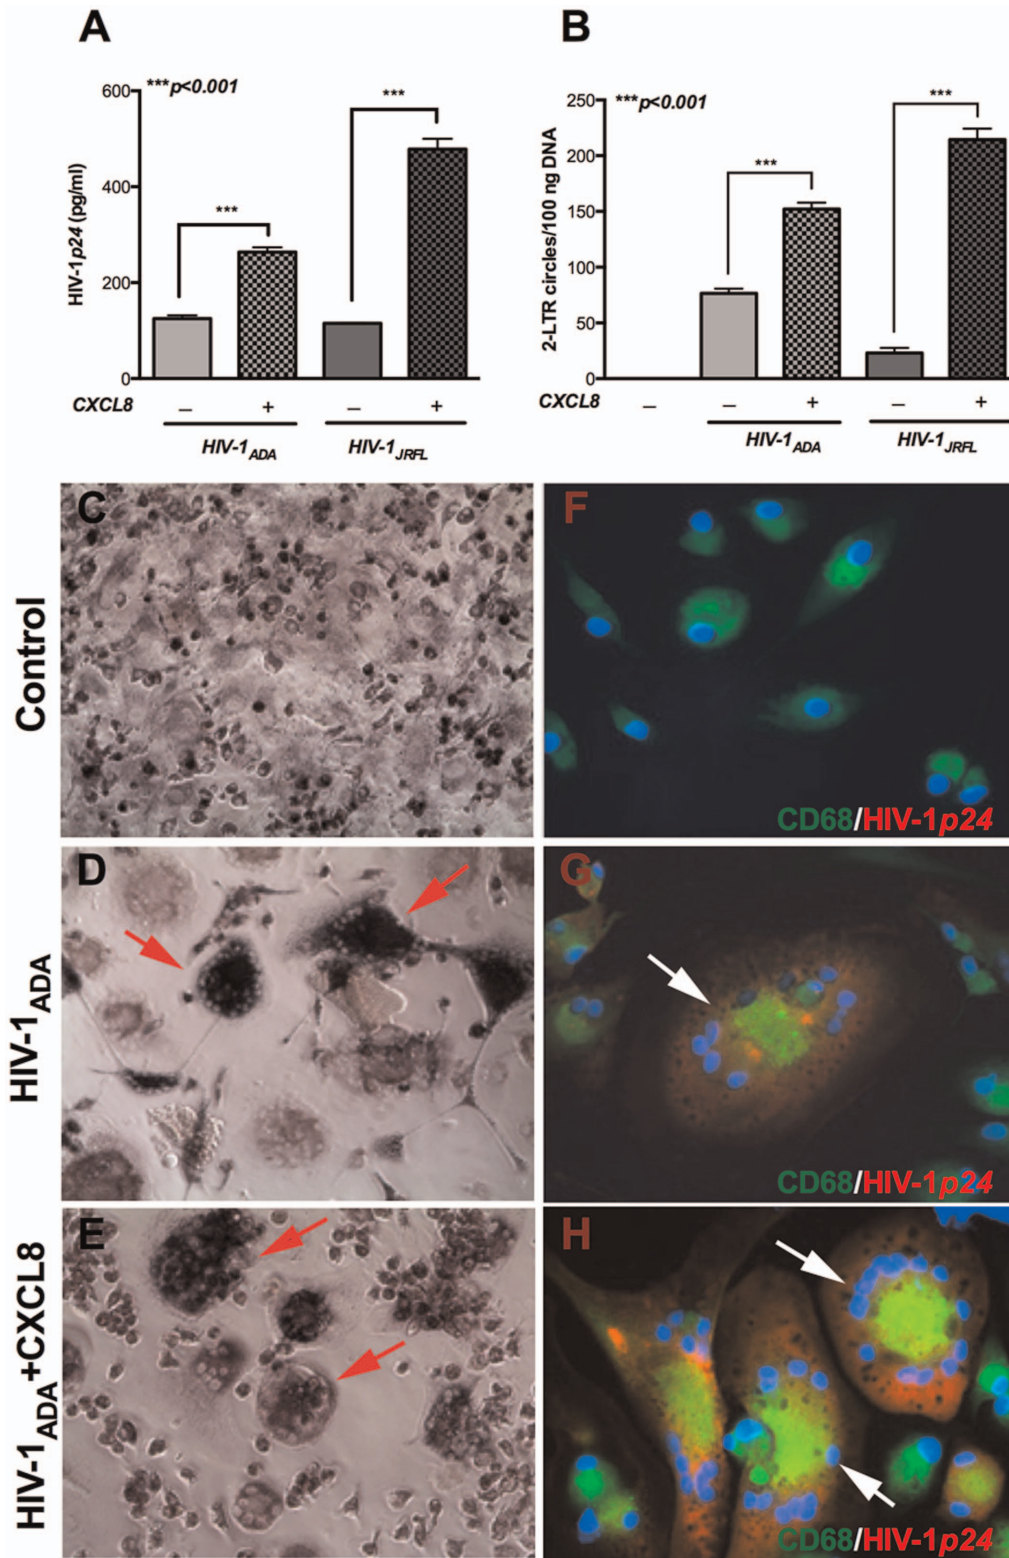 A
B
***p<0.001
***
***
600
400
200
0
HIV-1p24 (pg/ml)
CXCL8
– + – +
HIV-1ADA HIV-1JRFL
***p<0.001
***
***
250
200
150
100
50
0
2-LTR circles/100 ng DNA
CXCL8
– – + – +
HIV-1ADA HIV-1JRFL
Control
C
F
CD68/HIV-1p24
HIV-1ADA
D
G
CD68/HIV-1p24
HIV-1ADA+CXCL8
E
H
CD68/HIV-1p24